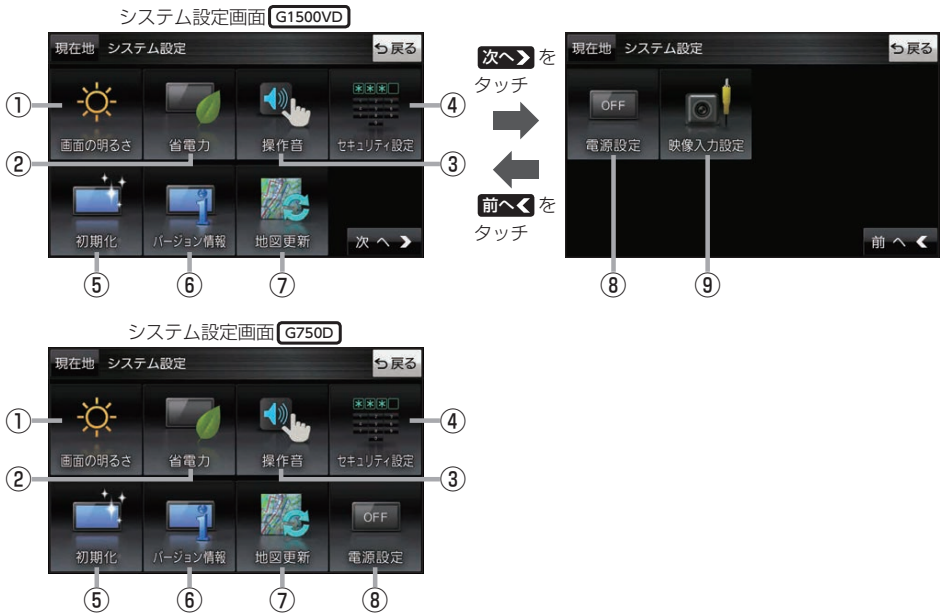 システム設定画面 G1500VD
現在地 システム設定 戻る
① ④
画面の明るさ 省電力 操作音 セキュリティ設定
② ③
初期化 バージョン情報 地図更新 次へ
⑤ ⑥ ⑦
次へ を
タッチ
前へ を
タッチ
現在地 システム設定 戻る
OFF
電源設定 映像入力設定
前へ
⑧ ⑨
システム設定画面 G750D
現在地 システム設定 戻る
① ④
画面の明るさ 省電力 操作音 セキュリティ設定
② ③
OFF
初期化 バージョン情報 地図更新 電源設定
⑤ ⑥ ⑦ ⑧